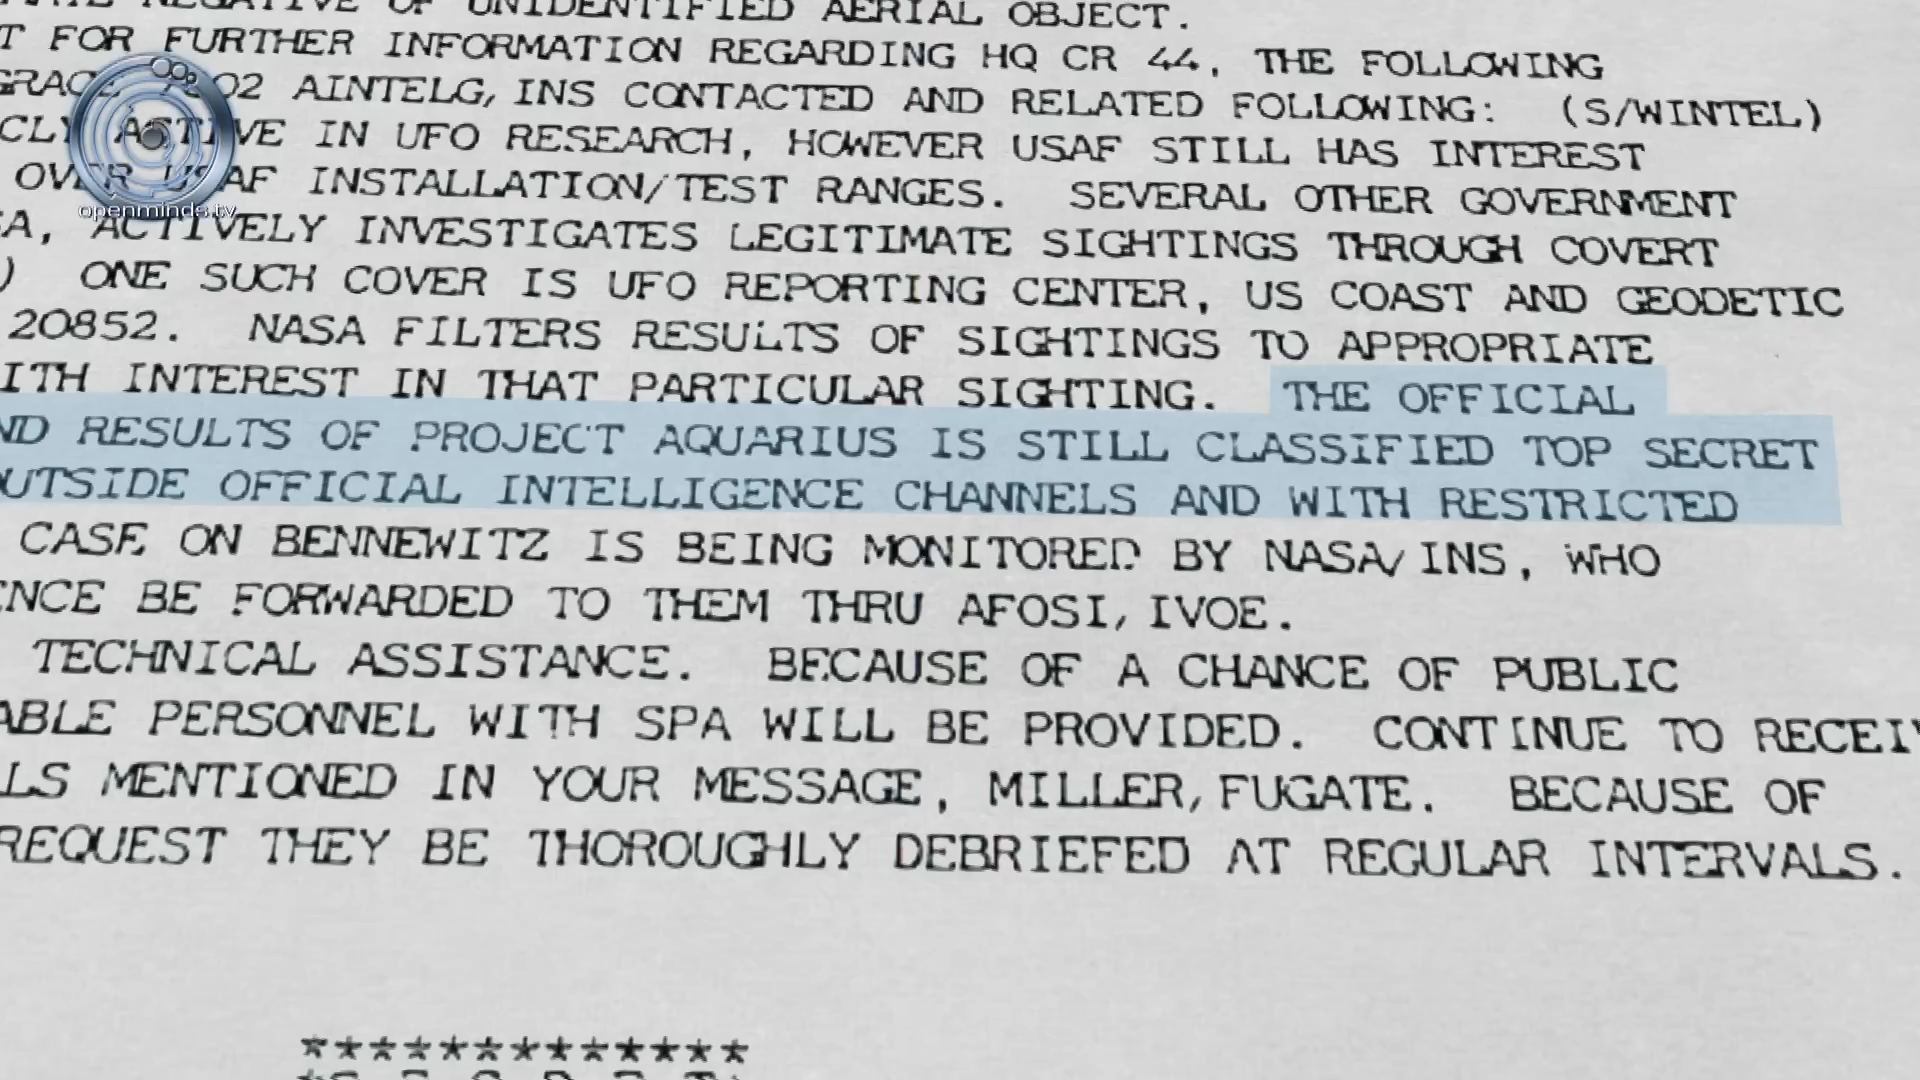 NEGATIVE OF UNIDENTIFIED AERIAL OBJECT.
T FOR FURTHER INFORMATION REGARDING HQ CR 44, THE FOLLOWING
AINTELG, INS CONTACTED AND RELATED FOLLOWING: (S/WINTEL)
CLY ACTIVE IN UFO RESEARCH, HOWEVER USAF STILL HAS INTEREST
OVER USAF INSTALLATION/TEST RANGES. SEVERAL OTHER GOVERNMENT
openminds.tv
A, ACTIVELY INVESTIGATES LEGITIMATE SIGHTINGS THROUGH COVERT
) ONE SUCH COVER IS UFO REPORTING CENTER, US COAST AND GEODETIC
20852. NASA FILTERS RESULTS OF SIGHTINGS TO APPROPRIATE
ITH INTEREST IN THAT PARTICULAR SIGHTING. THE OFFICIAL
ND RESULTS OF PROJECT AQUARIUS IS STILL CLASSIFIED TOP SECRET
UTSIDE OFFICIAL INTELLIGENCE CHANNELS AND WITH RESTRICTED
CASE ON BENNEWITZ IS BEING MONITORED BY NASA/INS, WHO
ENCE BE FORWARDED TO THEM THRU AFOSI, IVOE.
TECHNICAL ASSISTANCE. BECAUSE OF A CHANCE OF PUBLIC
ABLE PERSONNEL WITH SPA WILL BE PROVIDED. CONTINUE TO RECEI
LS MENTIONED IN YOUR MESSAGE, MILLER, FUGATE. BECAUSE OF
REQUEST THEY BE THOROUGHLY DEBRIEFED AT REGULAR INTERVALS.
*************